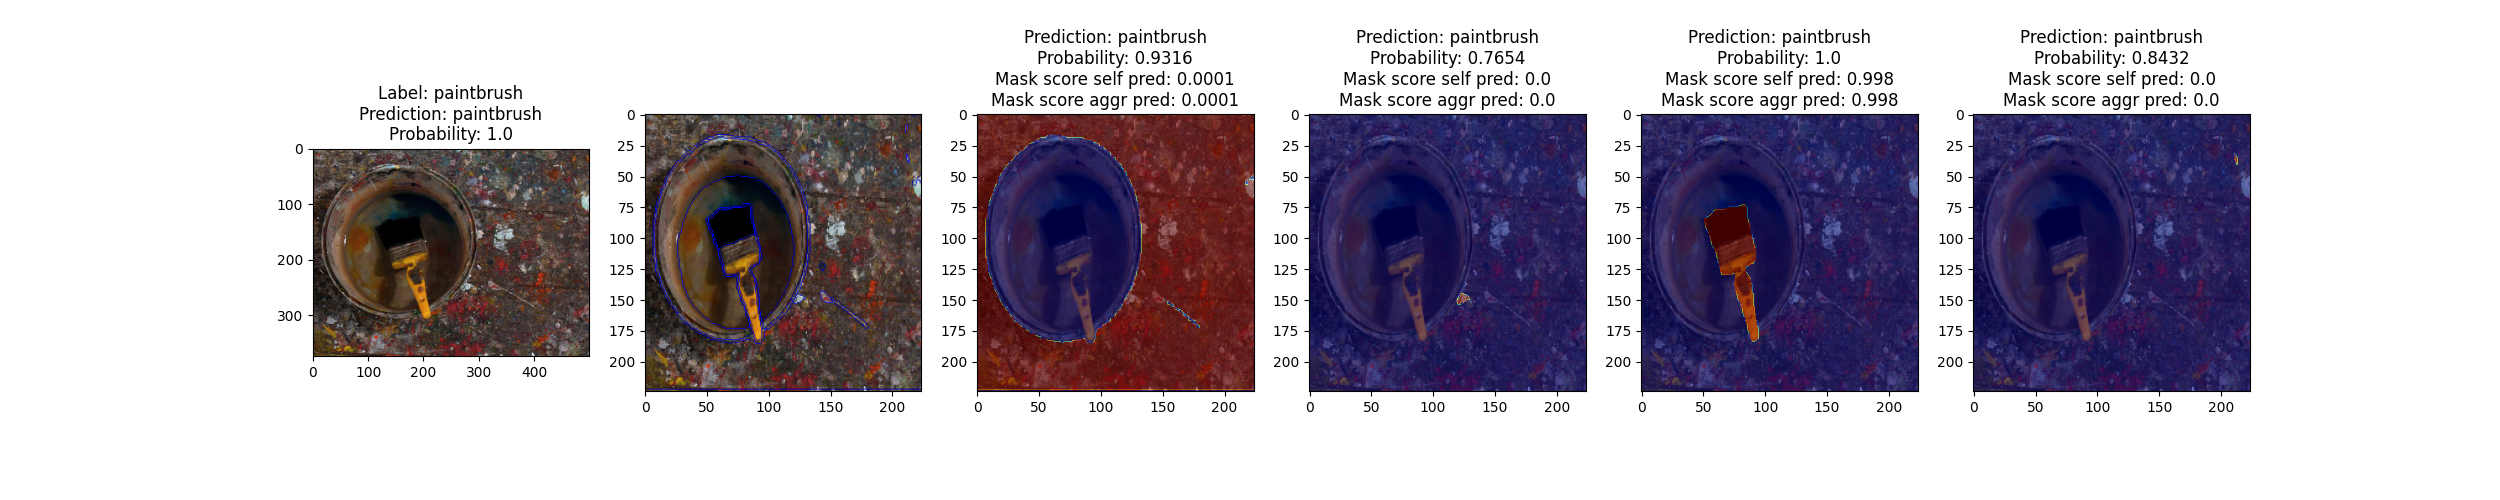 Label: paintbrush
Prediction: paintbrush
Probability: 1.0
0
100
200
300
0 100 200 300 400
0
25
50
75
100
125
150
175
200
0 50 100 150 200
Prediction: paintbrush
Probability: 0.9316
Mask score self pred: 0.0001
Mask score aggr pred: 0.0001
0
25
50
75
100
125
150
175
200
0 50 100 150 200
Prediction: paintbrush
Probability: 0.7654
Mask score self pred: 0.0
Mask score aggr pred: 0.0
0
25
50
75
100
125
150
175
200
0 50 100 150 200
Prediction: paintbrush
Probability: 1.0
Mask score self pred: 0.998
Mask score aggr pred: 0.998
0
25
50
75
100
125
150
175
200
0 50 100 150 200
Prediction: paintbrush
Probability: 0.8432
Mask score self pred: 0.0
Mask score aggr pred: 0.0
0
25
50
75
100
125
150
175
200
0 50 100 150 200